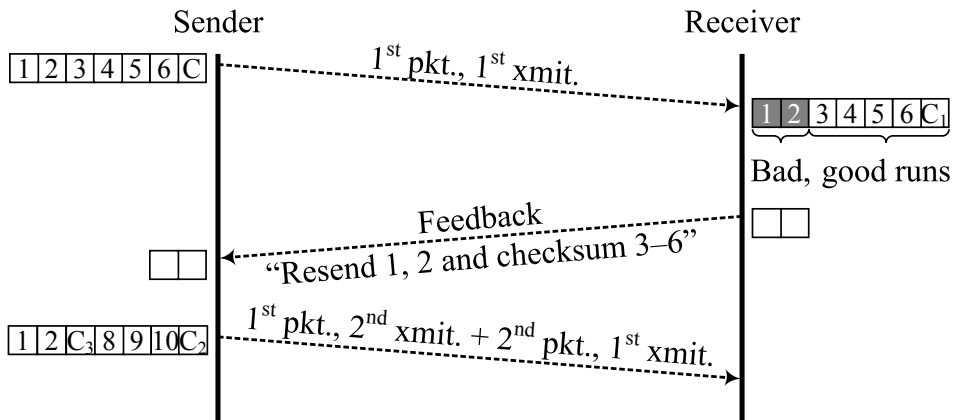 Sender
Receiver
1 2 3 4 5 6 C
1st pkt., 1st xmit.
1 2 3 4 5 6 C1
Bad, good runs
Feedback
“Resend 1, 2 and checksum 3–6”
1st pkt., 2nd xmit. + 2nd pkt., 1st xmit.
1 2 C3 8 9 10 C2